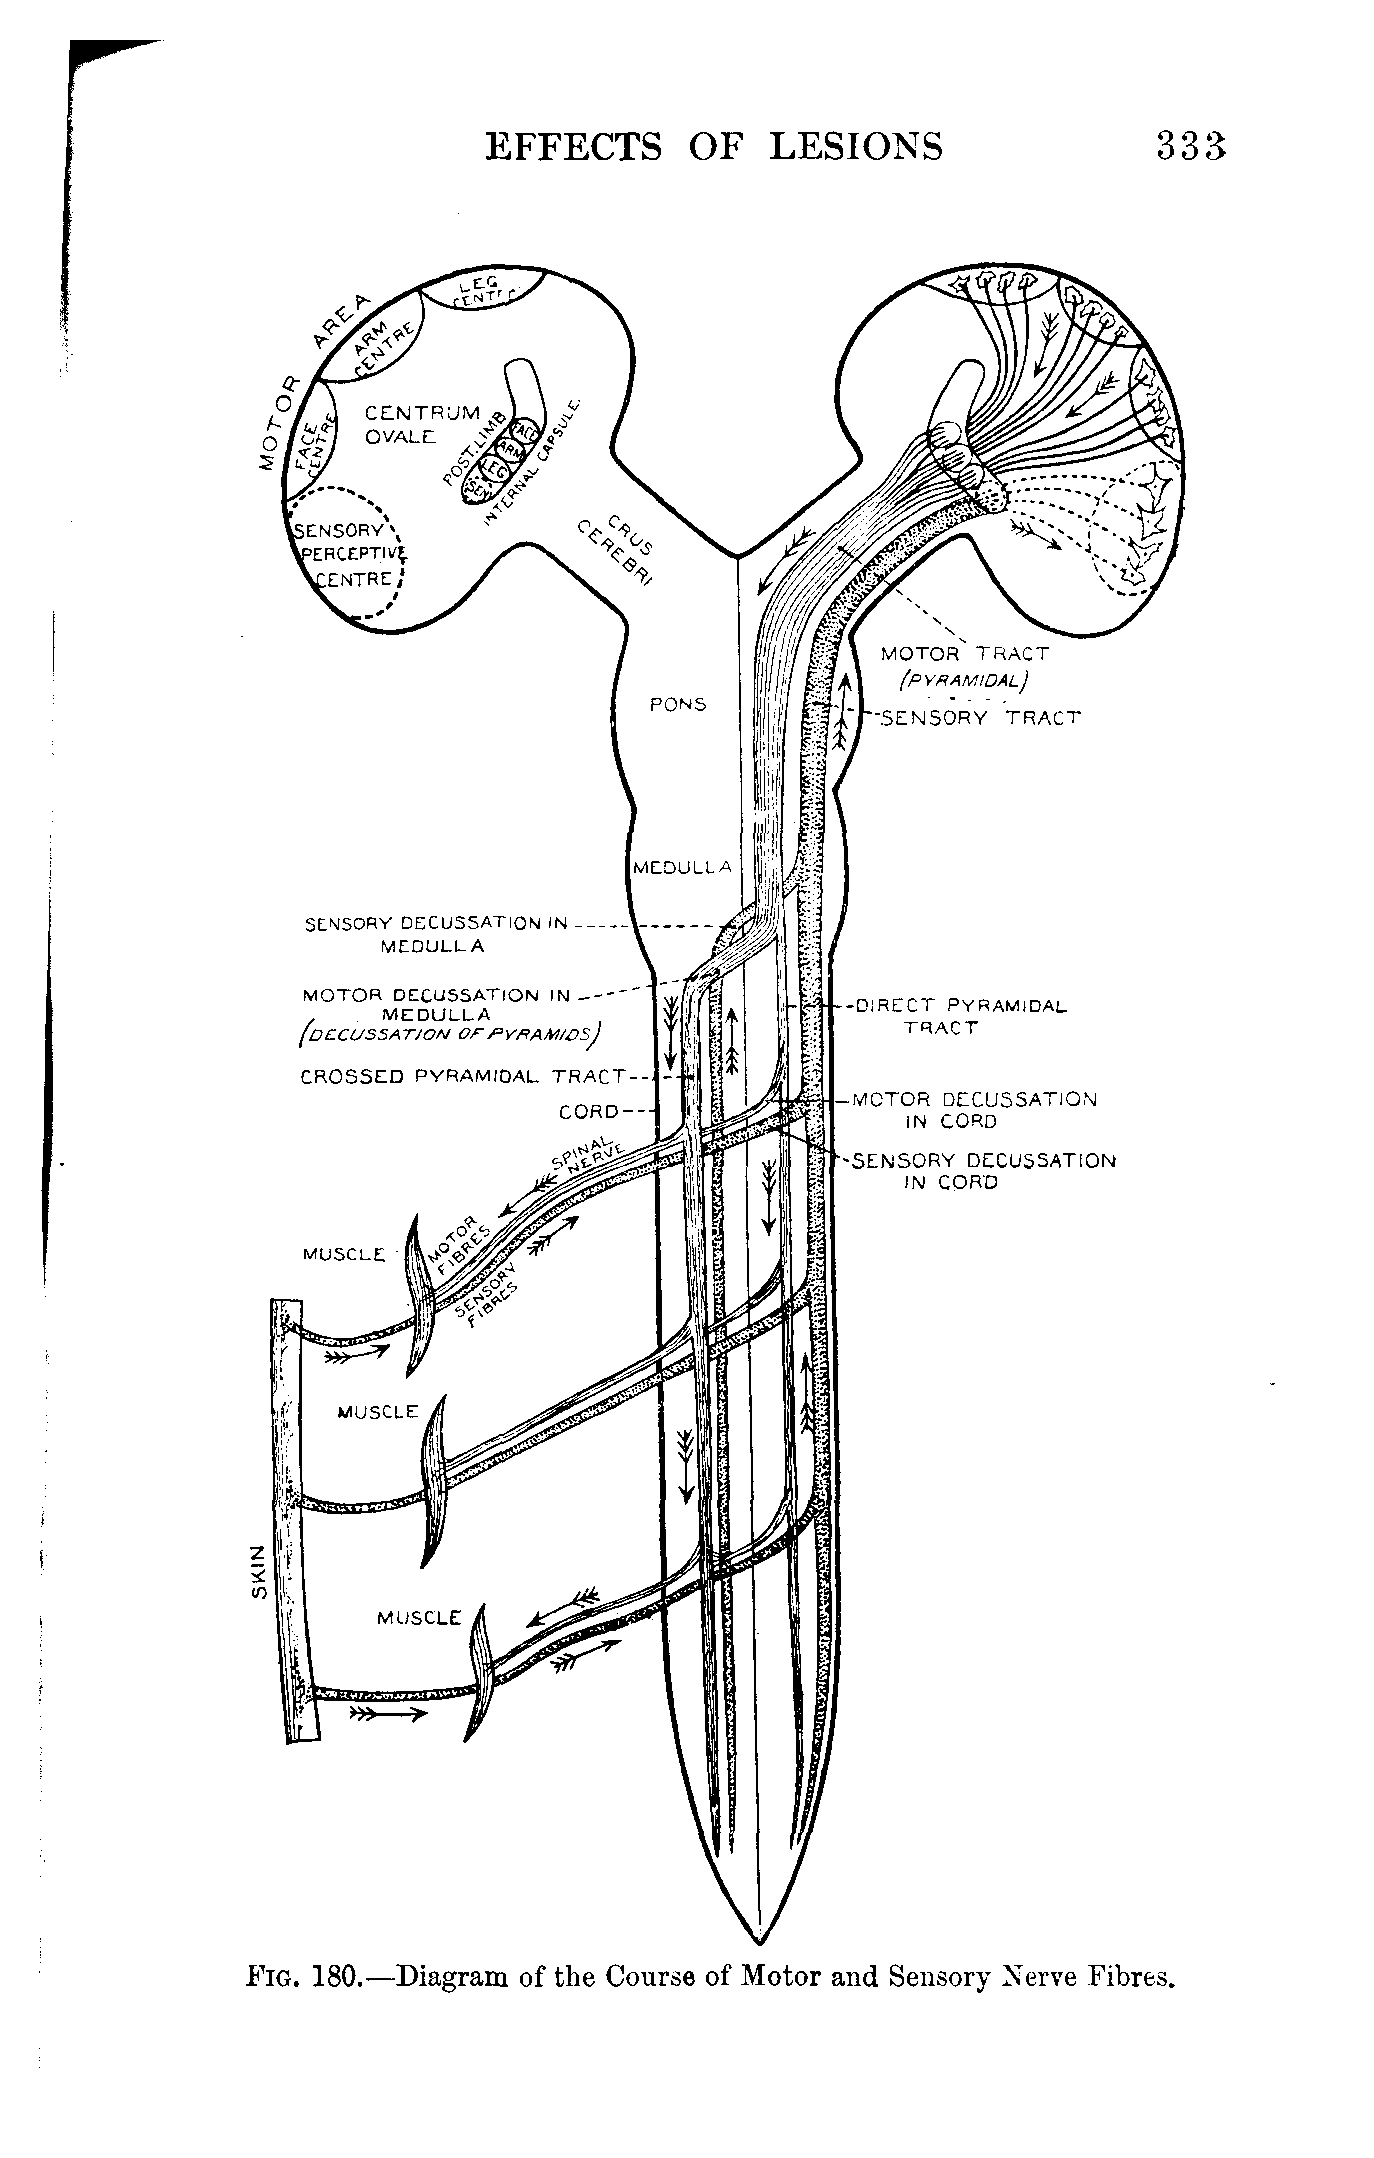 EFFECTS OF LESIONS 333
MOTOR AREA
LEG
CENTRE
ARM
CENTRE
FACE
CENTRE
CENTRUM
OVALE
POST. LIMB
FACE
ARM
LEG
SEN
INTERNAL CAPSULE.
SENSORY
PERCEPTIVE
CENTRE
CRUS
CEREBRI
MOTOR TRACT
(PYRAMIDAL)
SENSORY TRACT
PONS
MEDULLA
SENSORY DECUSSATION IN
MEDULLA
MOTOR DECUSSATION IN
MEDULLA
(DECUSSATION OF PYRAMIDS)
DIRECT PYRAMIDAL
TRACT
CROSSED PYRAMIDAL TRACT
CORD
MOTOR DECUSSATION
IN CORD
SENSORY DECUSSATION
IN CORD
SPINAL
NERVE
MOTOR
FIBRES
SENSORY
FIBRES
MUSCLE
MUSCLE
SKIN
MUSCLE
FIG. 180.—Diagram of the Course of Motor and Sensory Nerve Fibres.